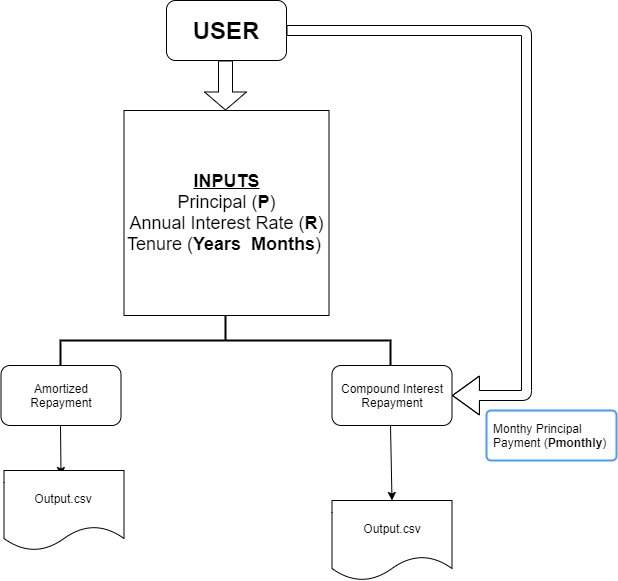 USER
INPUTS
Principal (P)
Annual Interest Rate (R)
Tenure (Years  Months)
Amortized
Repayment
Compound Interest
Repayment
Monthy Principal
Payment (Pmonthly)
Output.csv
Output.csv